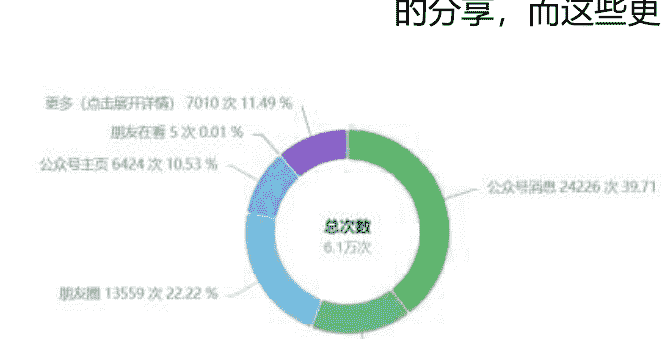 的分享，而这些更
更多（点击展开详情） 7010 次 11.49 %
朋友在看 5 次 0.01 %
公众号主页 6424 次 10.53 %
公众号消息 24226 次 39.71
总次数
6.1万次
朋友圈 13559 次 22.22 %